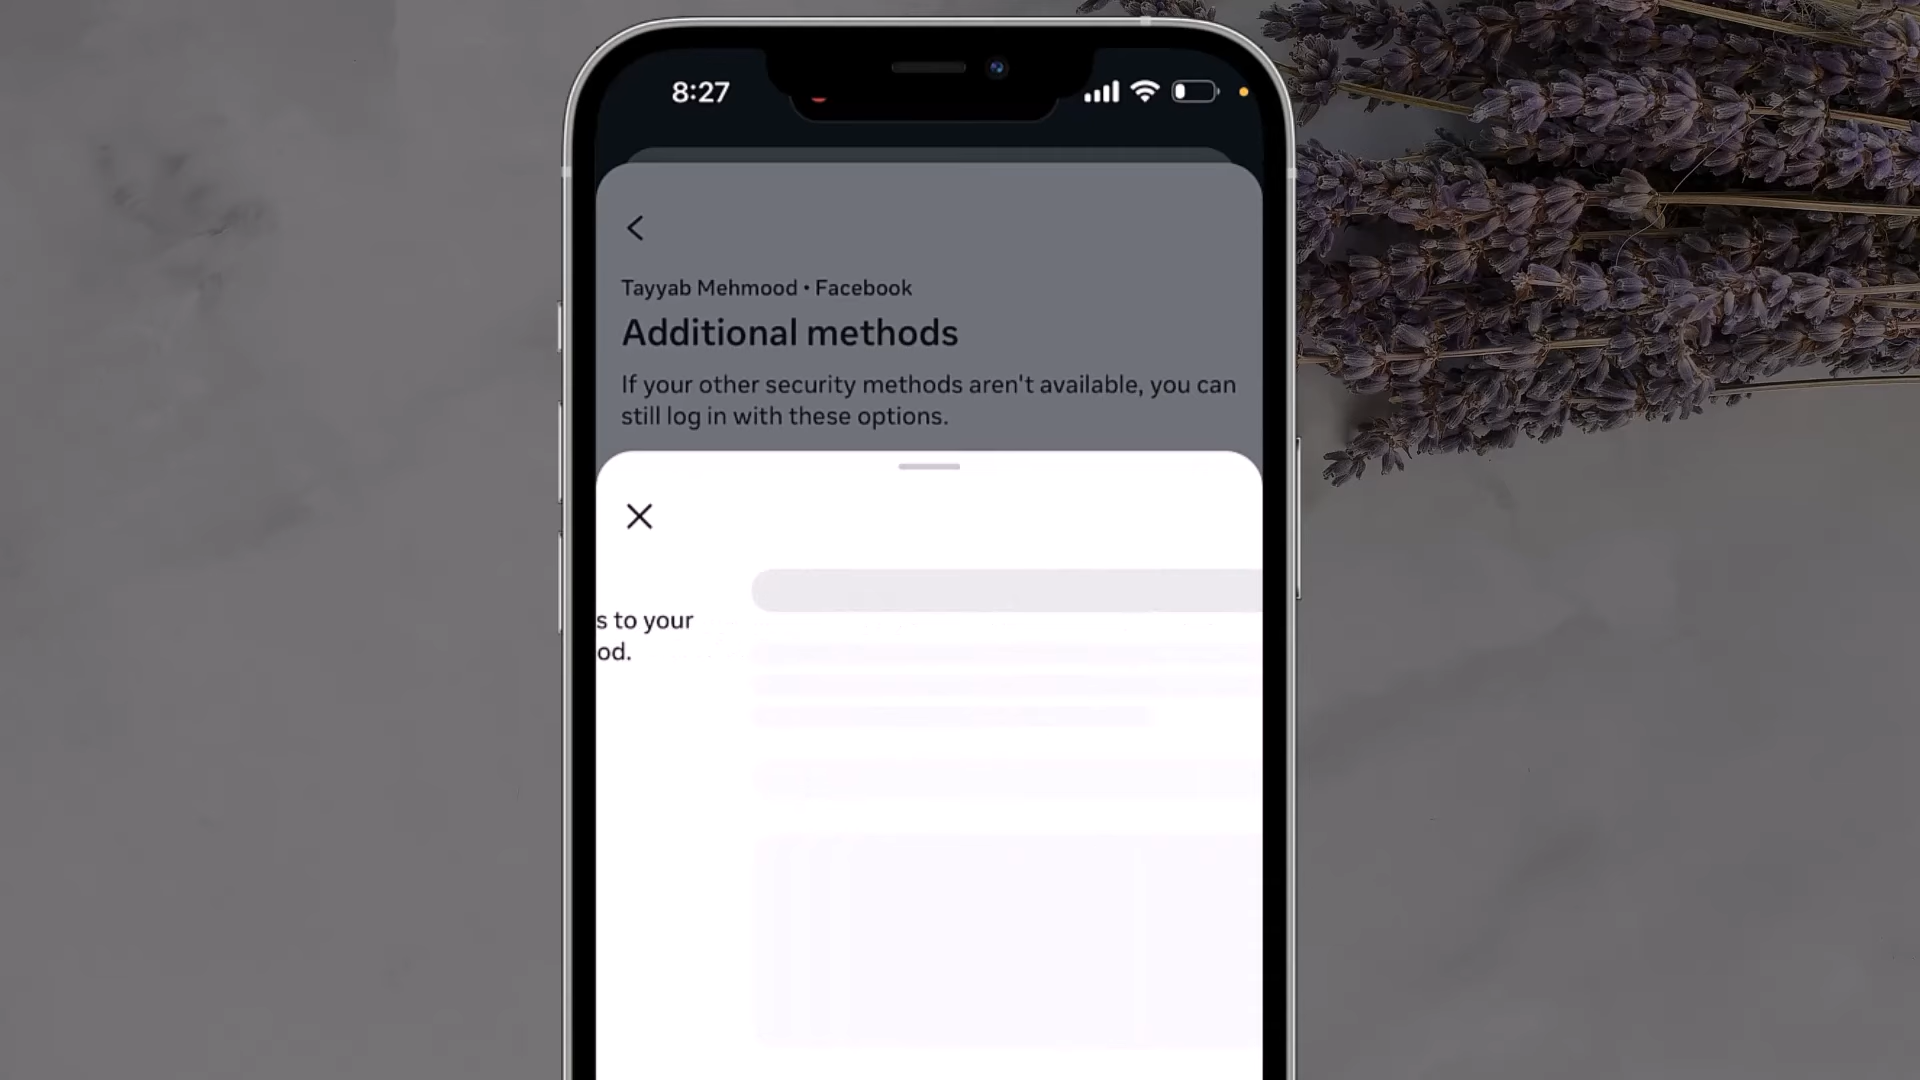 8:27
Tayyab Mehmood • Facebook
Additional methods
If your other security methods aren't available, you can
still log in with these options.
s to your
od.